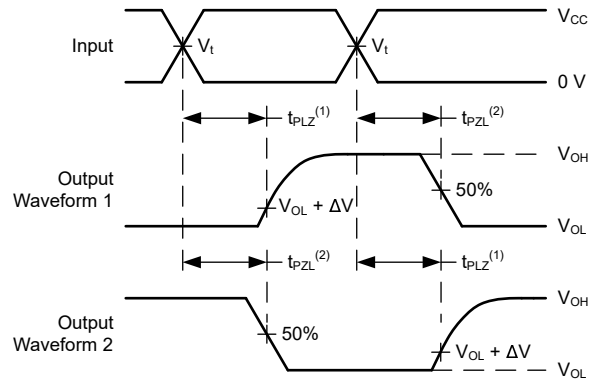 V_CC
Input
V_t
V_t
0 V
t_PLZ^(1)
t_PZL^(2)
V_OH
Output
Waveform 1
50%
V_OL + ΔV
V_OL
t_PZL^(2)
t_PLZ^(1)
V_OH
Output
Waveform 2
50%
V_OL + ΔV
V_OL